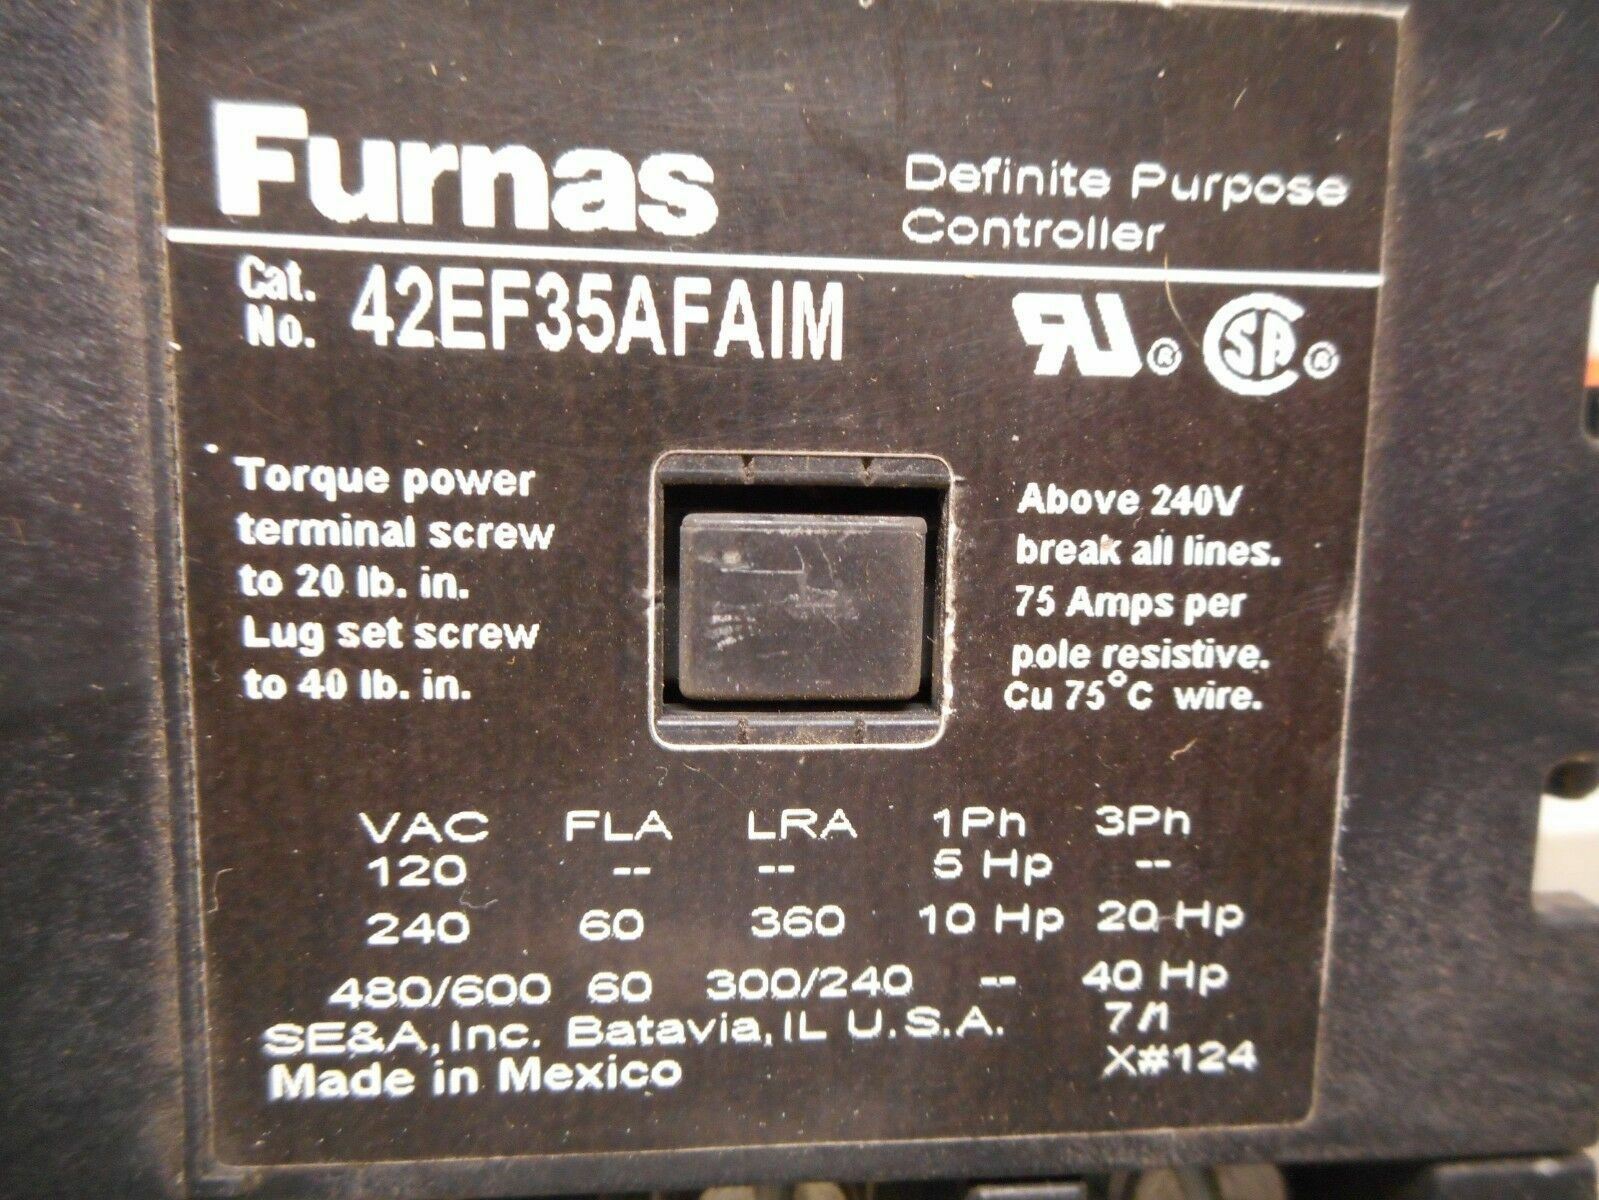 Furnas
Definite Purpose
Controller
Cat.
No. 42EF35AFAIM
RU® CSA®
Torque power
terminal screw
to 20 lb. in.
Lug set screw
to 40 lb. in.
Above 240V
break all lines.
75 Amps per
pole resistive.
Cu 75°C wire.
VAC FLA LRA 1Ph 3Ph
120 -- -- 5 Hp --
240 60 360 10 Hp 20 Hp
480/600 60 300/240 -- 40 Hp
SE&A, Inc. Batavia, IL U.S.A. 7/1
Made in Mexico X#124